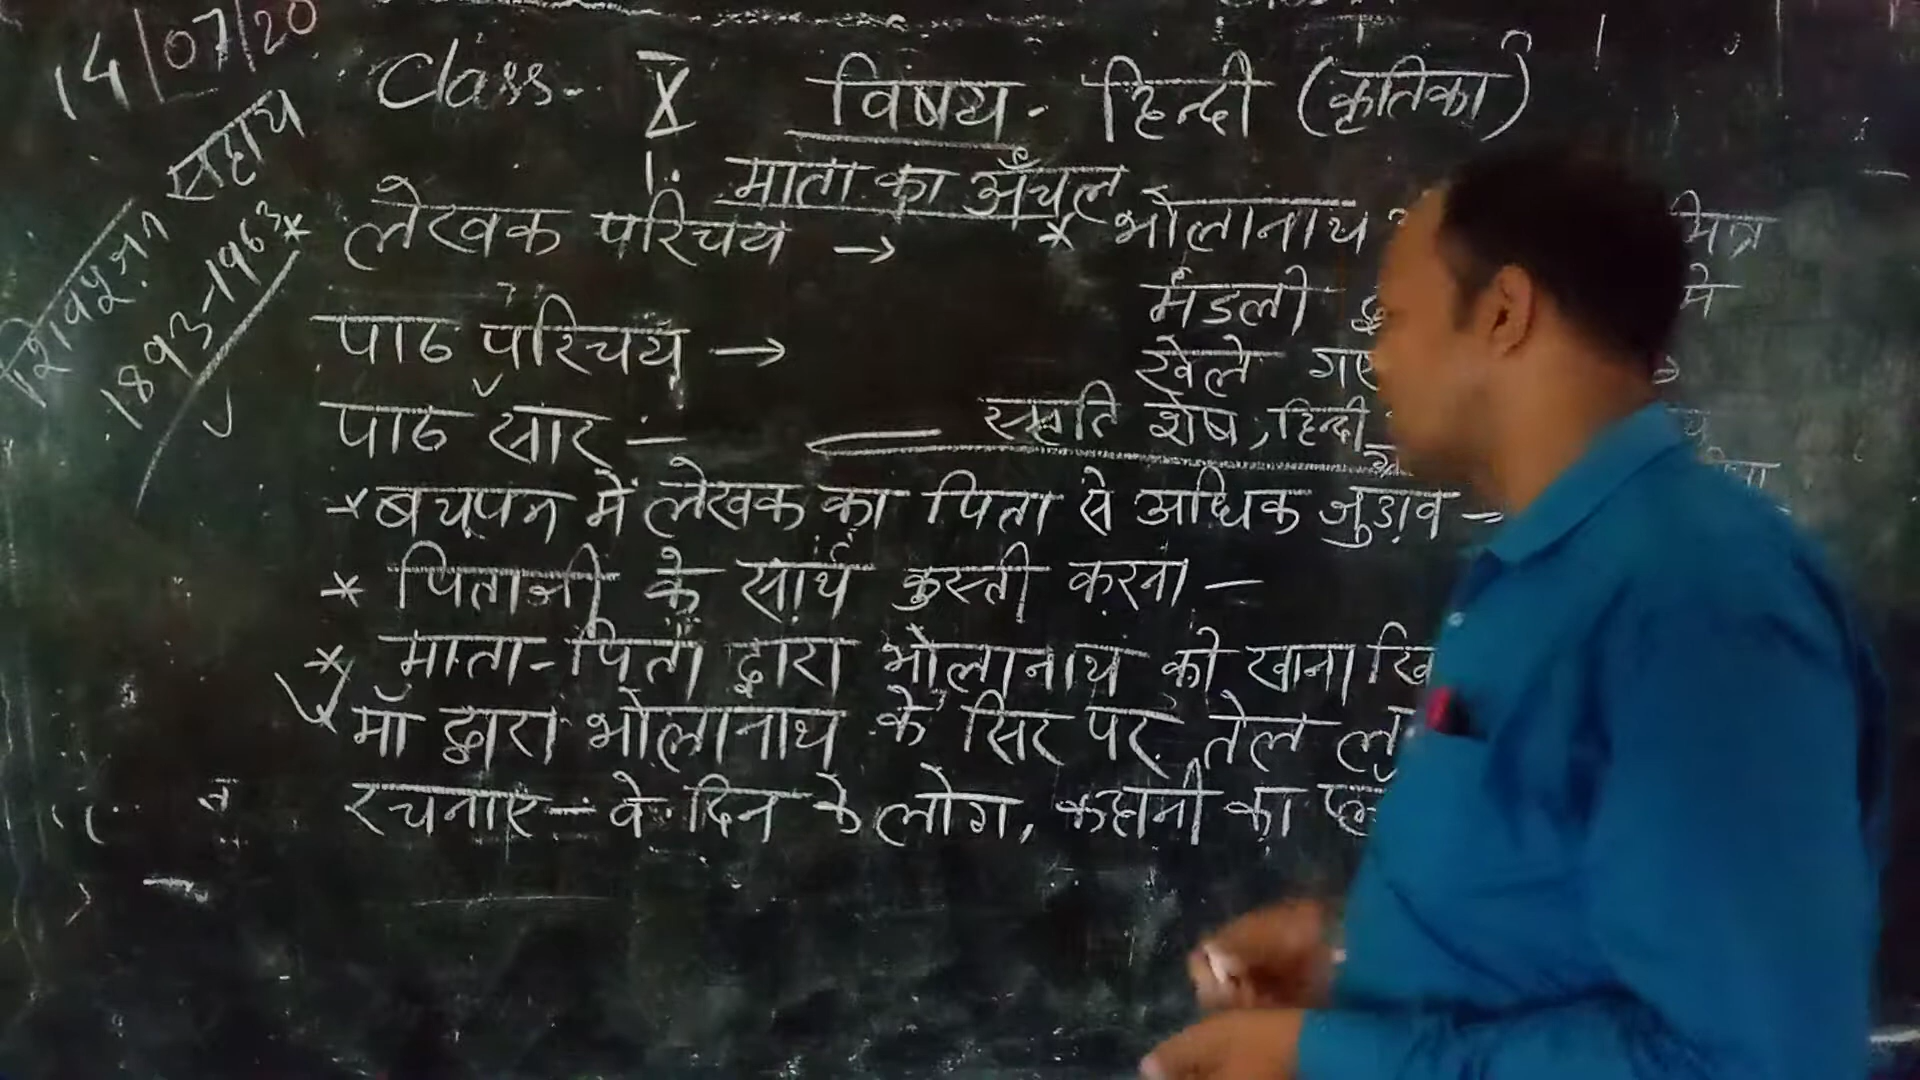 14/07/20
Class- X विषय- हिन्दी (कृतिका)
1. माता का अँचल
शिवपूजन सहाय
1893-1963
* लेखक परिचय →
* भोलानाथ मित्र
मंडली में
खेले गए
पाठ परिचय →
पाठ सार :-
स्मृति शेष, हिन्दी
* बचपन में लेखक का पिता से अधिक जुड़ाव -
* पिताजी के साथ कुस्ती करना -
* माता-पिता द्वारा भोलानाथ को खाना
* माँ द्वारा भोलानाथ के सिर पर तेल
रचनाएँ - वे दिन के लोग, कहानी का